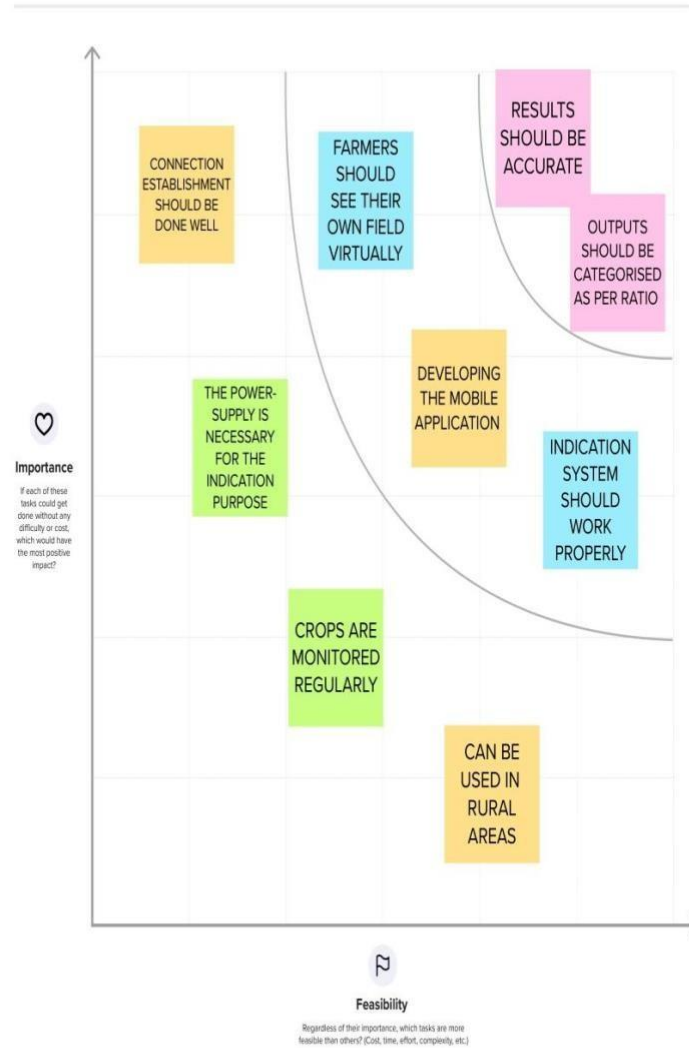 RESULTS
SHOULD BE
ACCURATE
CONNECTION
ESTABLISHMENT
SHOULD BE
DONE WELL
FARMERS
SHOULD
SEE THEIR
OWN FIELD
VIRTUALLY
OUTPUTS
SHOULD BE
CATEGORISED
AS PER RATIO
DEVELOPING
THE MOBILE
APPLICATION
THE POWER-
SUPPLY IS
NECESSARY
FOR THE
INDICATION
PURPOSE
INDICATION
SYSTEM
SHOULD
WORK
PROPERLY
Importance
If each of these
tasks could get
done without any
difficulty or cost,
which would have
the most positive
impact?
CROPS ARE
MONITORED
REGULARLY
CAN BE
USED IN
RURAL
AREAS
Feasibility
Regardless of their importance, which tasks are more
feasible than others? (Cost, time, effort, complexity, etc.)